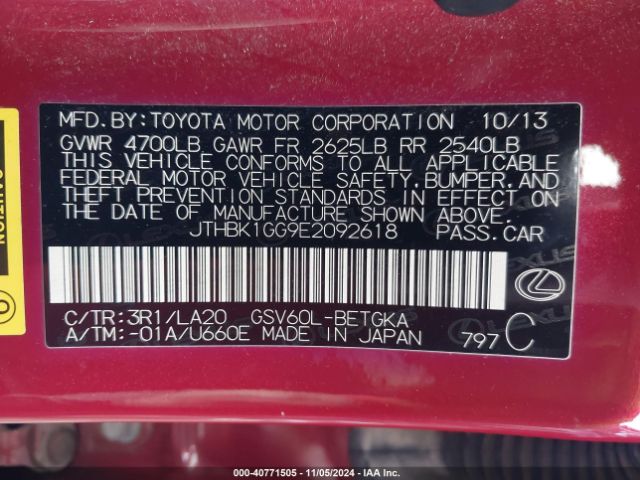 MFD.BY:TOYOTA MOTOR CORPORATION 10/13
GVWR 4700LB GAWR FR 2625LB RR 2540LB
THIS VEHICLE CONFORMS TO ALL APPLICABLE
FEDERAL MOTOR VEHICLE SAFETY,BUMPER,AND
THEFT PREVENTION STANDARDS IN EFFECT ON
THE DATE OF MANUFACTURE SHOWN ABOVE.
JTHBK1GG9E2092618 PASS.CAR
C/TR:3R1/LA20 GSV60L-BETGKA
A/TM:-01A/U660E MADE IN JAPAN 797 C
LEXUS
CAUTION
000-40771505 | 11/05/2024 | IAA Inc.